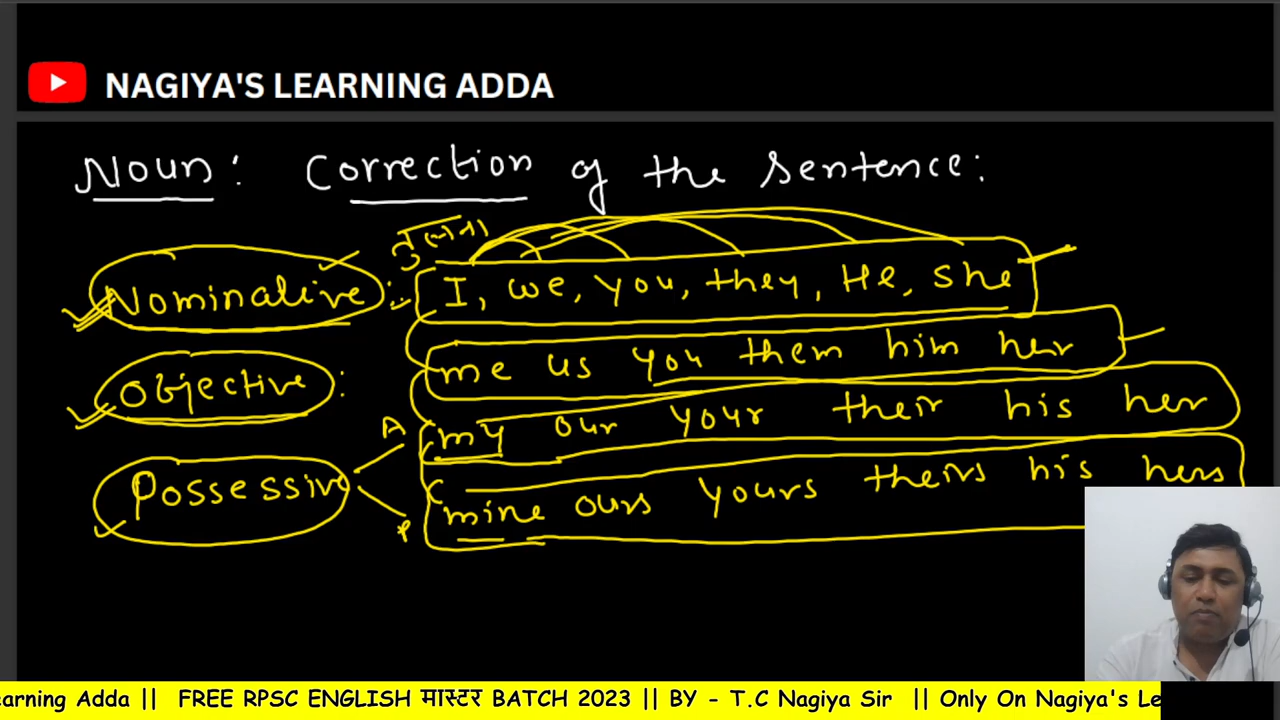 NAGIYA'S LEARNING ADDA
Noun: Correction of the sentence:
Nominative : I, we, you, they, He, she
Objective : me us you them him her
A my our your their his her
Possessive
P mine ours yours theirs his hers
earning Adda || FREE RPSC ENGLISH मास्टर BATCH 2023 || BY - T.C Nagiya Sir || Only On Nagiya's Le